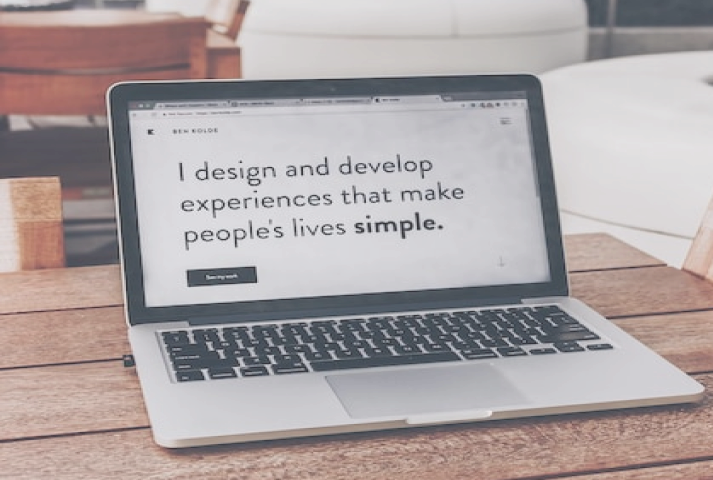 BEN KOLDE
I design and develop
experiences that make
people's lives simple.
See my work